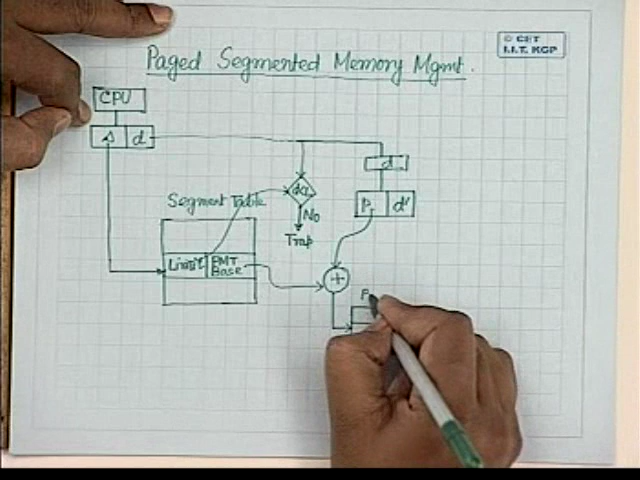 © CET
I.I.T. KGP
Paged Segmented Memory Mgmt.
CPU
s d
d
Segment Table
d<
p d'
No
Trap
Limit PMT
Base
+
P